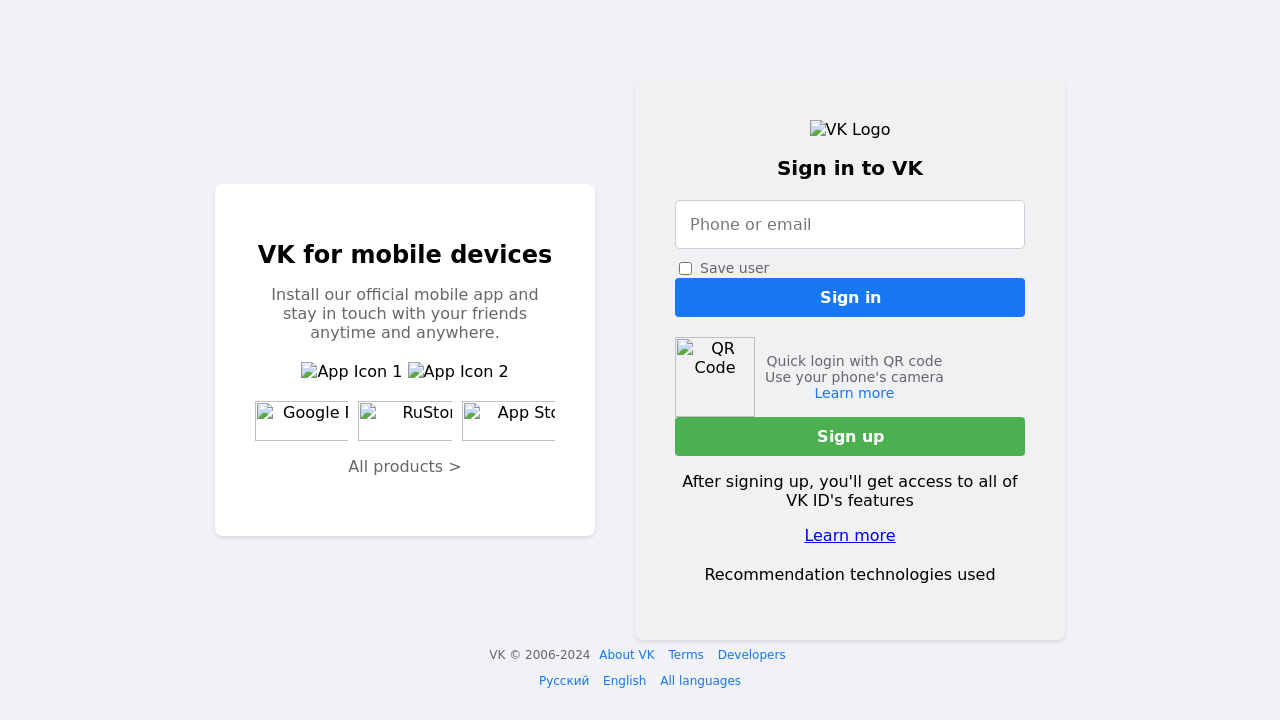 VK for mobile devices
Install our official mobile app and
stay in touch with your friends
anytime and anywhere.
App Icon 1 App Icon 2
Google RuStor App Sto
All products >
VK Logo
Sign in to VK
Phone or email
Save user
Sign in
QR
Code
Quick login with QR code
Use your phone's camera
Learn more
Sign up
After signing up, you'll get access to all of
VK ID's features
Learn more
Recommendation technologies used
VK © 2006-2024 About VK Terms Developers
Русский English All languages